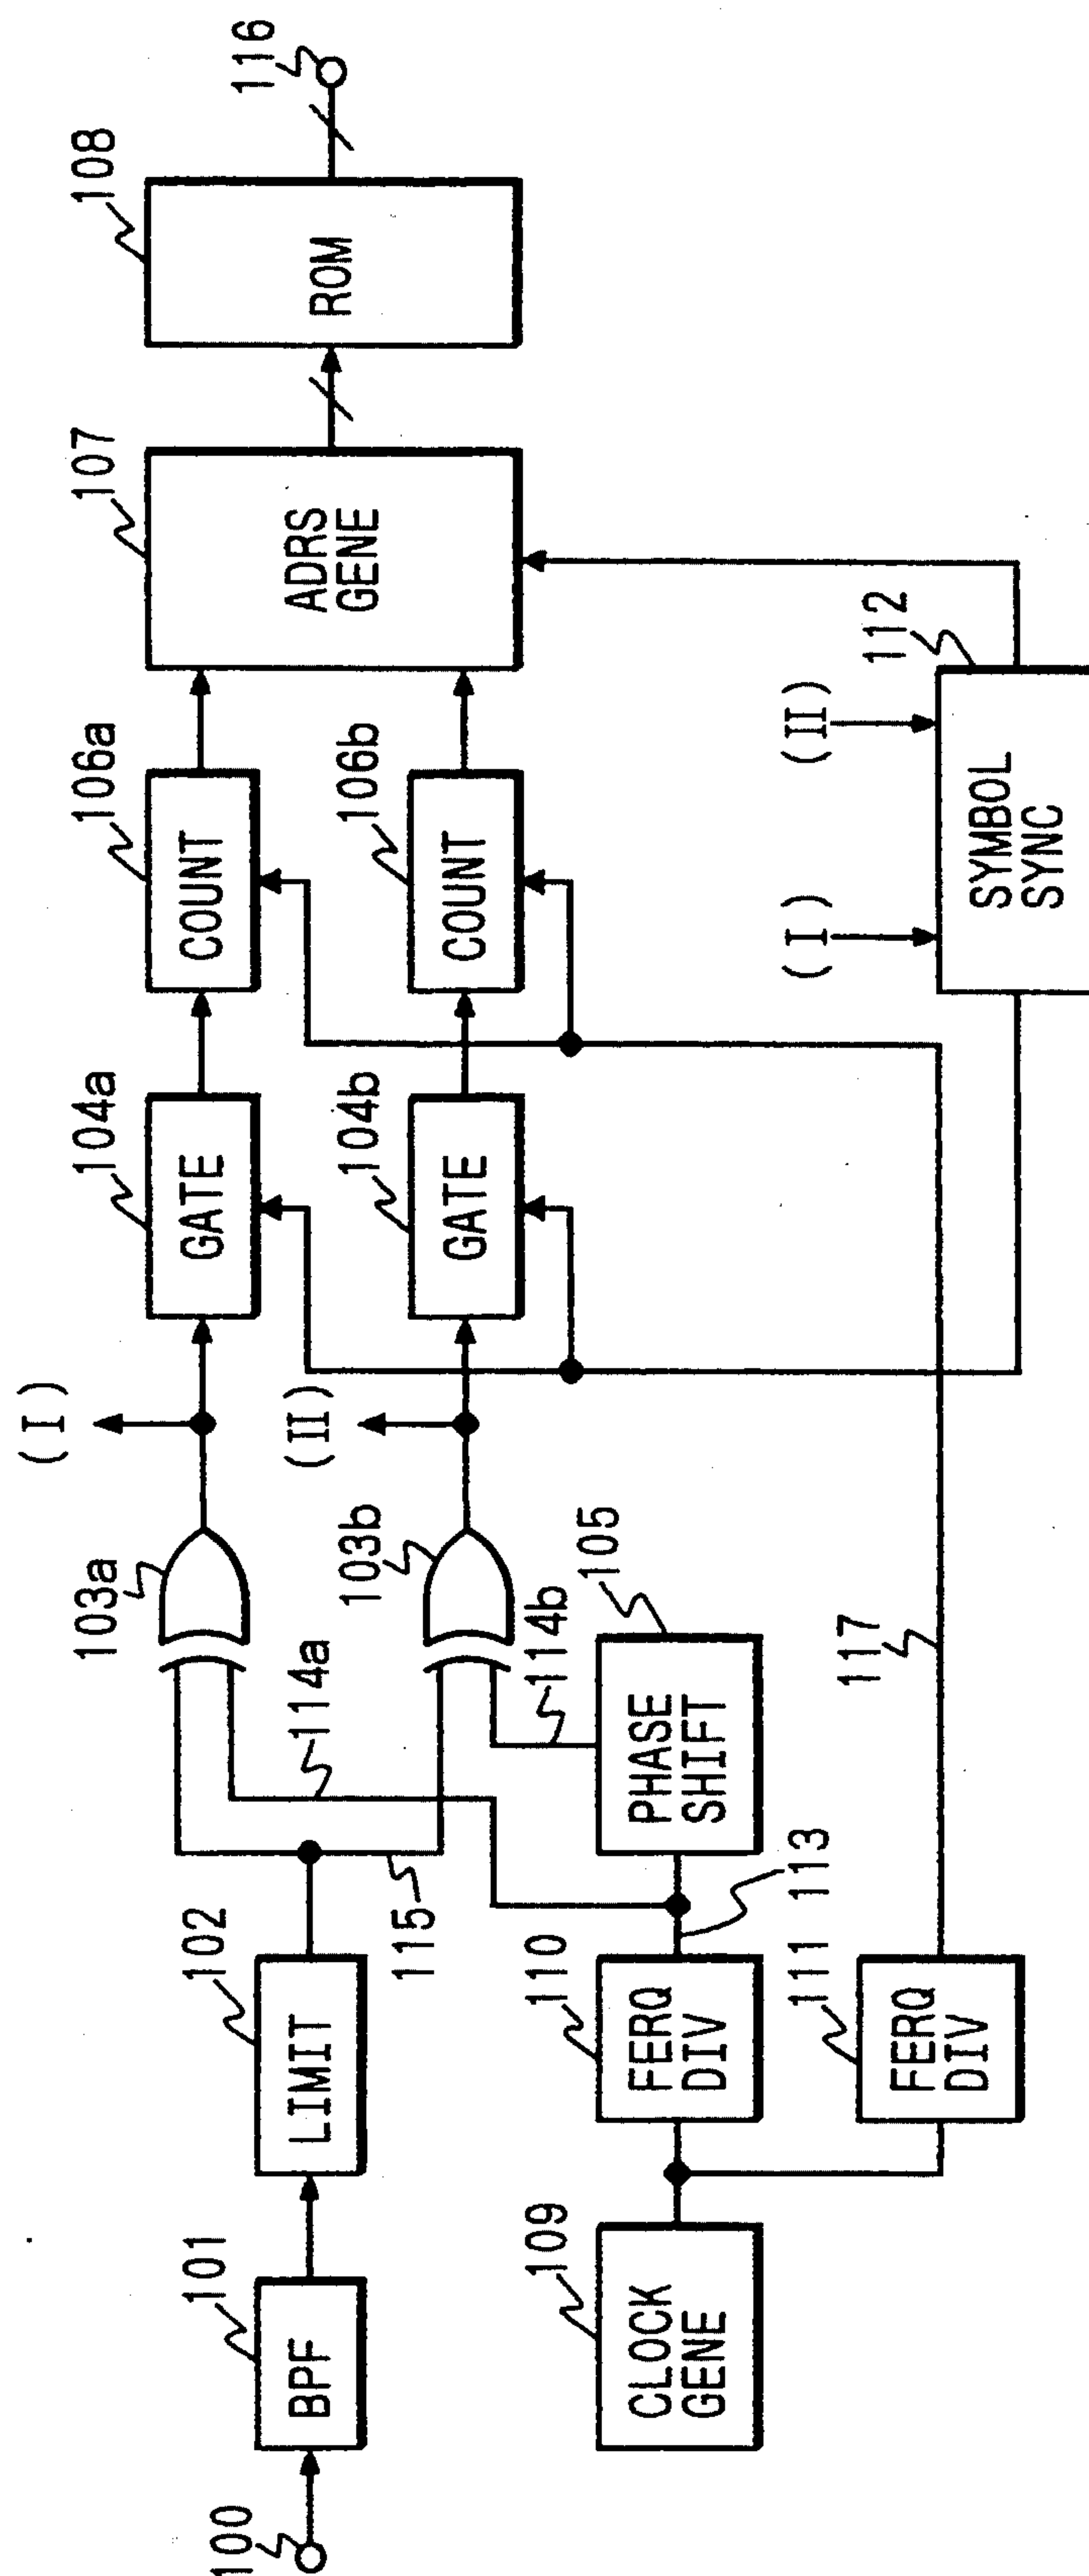 100
101
BPF
102
LIMIT
115
103a
114a
103b
114b
105
PHASE
SHIFT
( I )
(II)
104a
GATE
104b
GATE
106a
COUNT
106b
COUNT
107
ADRS
GENE
108
ROM
116
109
CLOCK
GENE
110
FERQ
DIV
113
111
FERQ
DIV
117
( I )
(II)
112
SYMBOL
SYNC